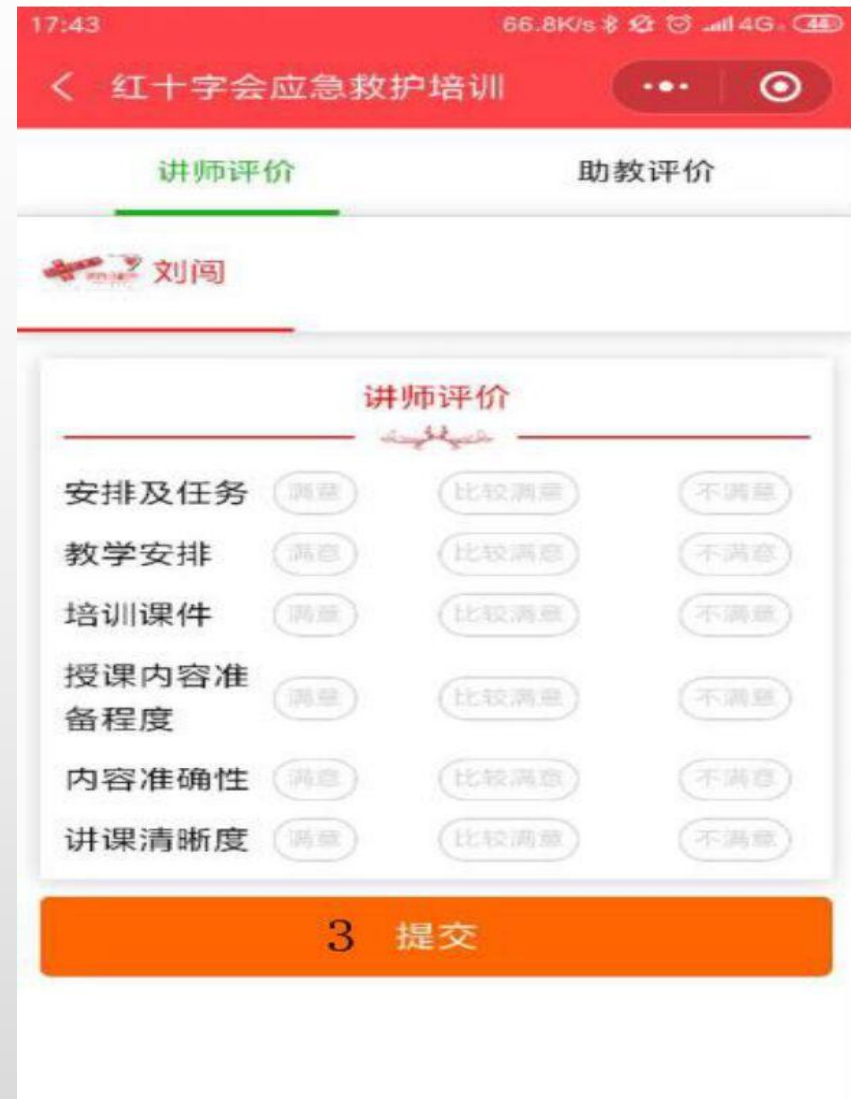 17:43 66.8K/s 4G 44
红十字会应急救护培训
讲师评价 助教评价
刘闯
讲师评价
安排及任务 满意 比较满意 不满意
教学安排 满意 比较满意 不满意
培训课件 满意 比较满意 不满意
授课内容准
备程度 满意 比较满意 不满意
内容准确性 满意 比较满意 不满意
讲课清晰度 满意 比较满意 不满意
3 提交